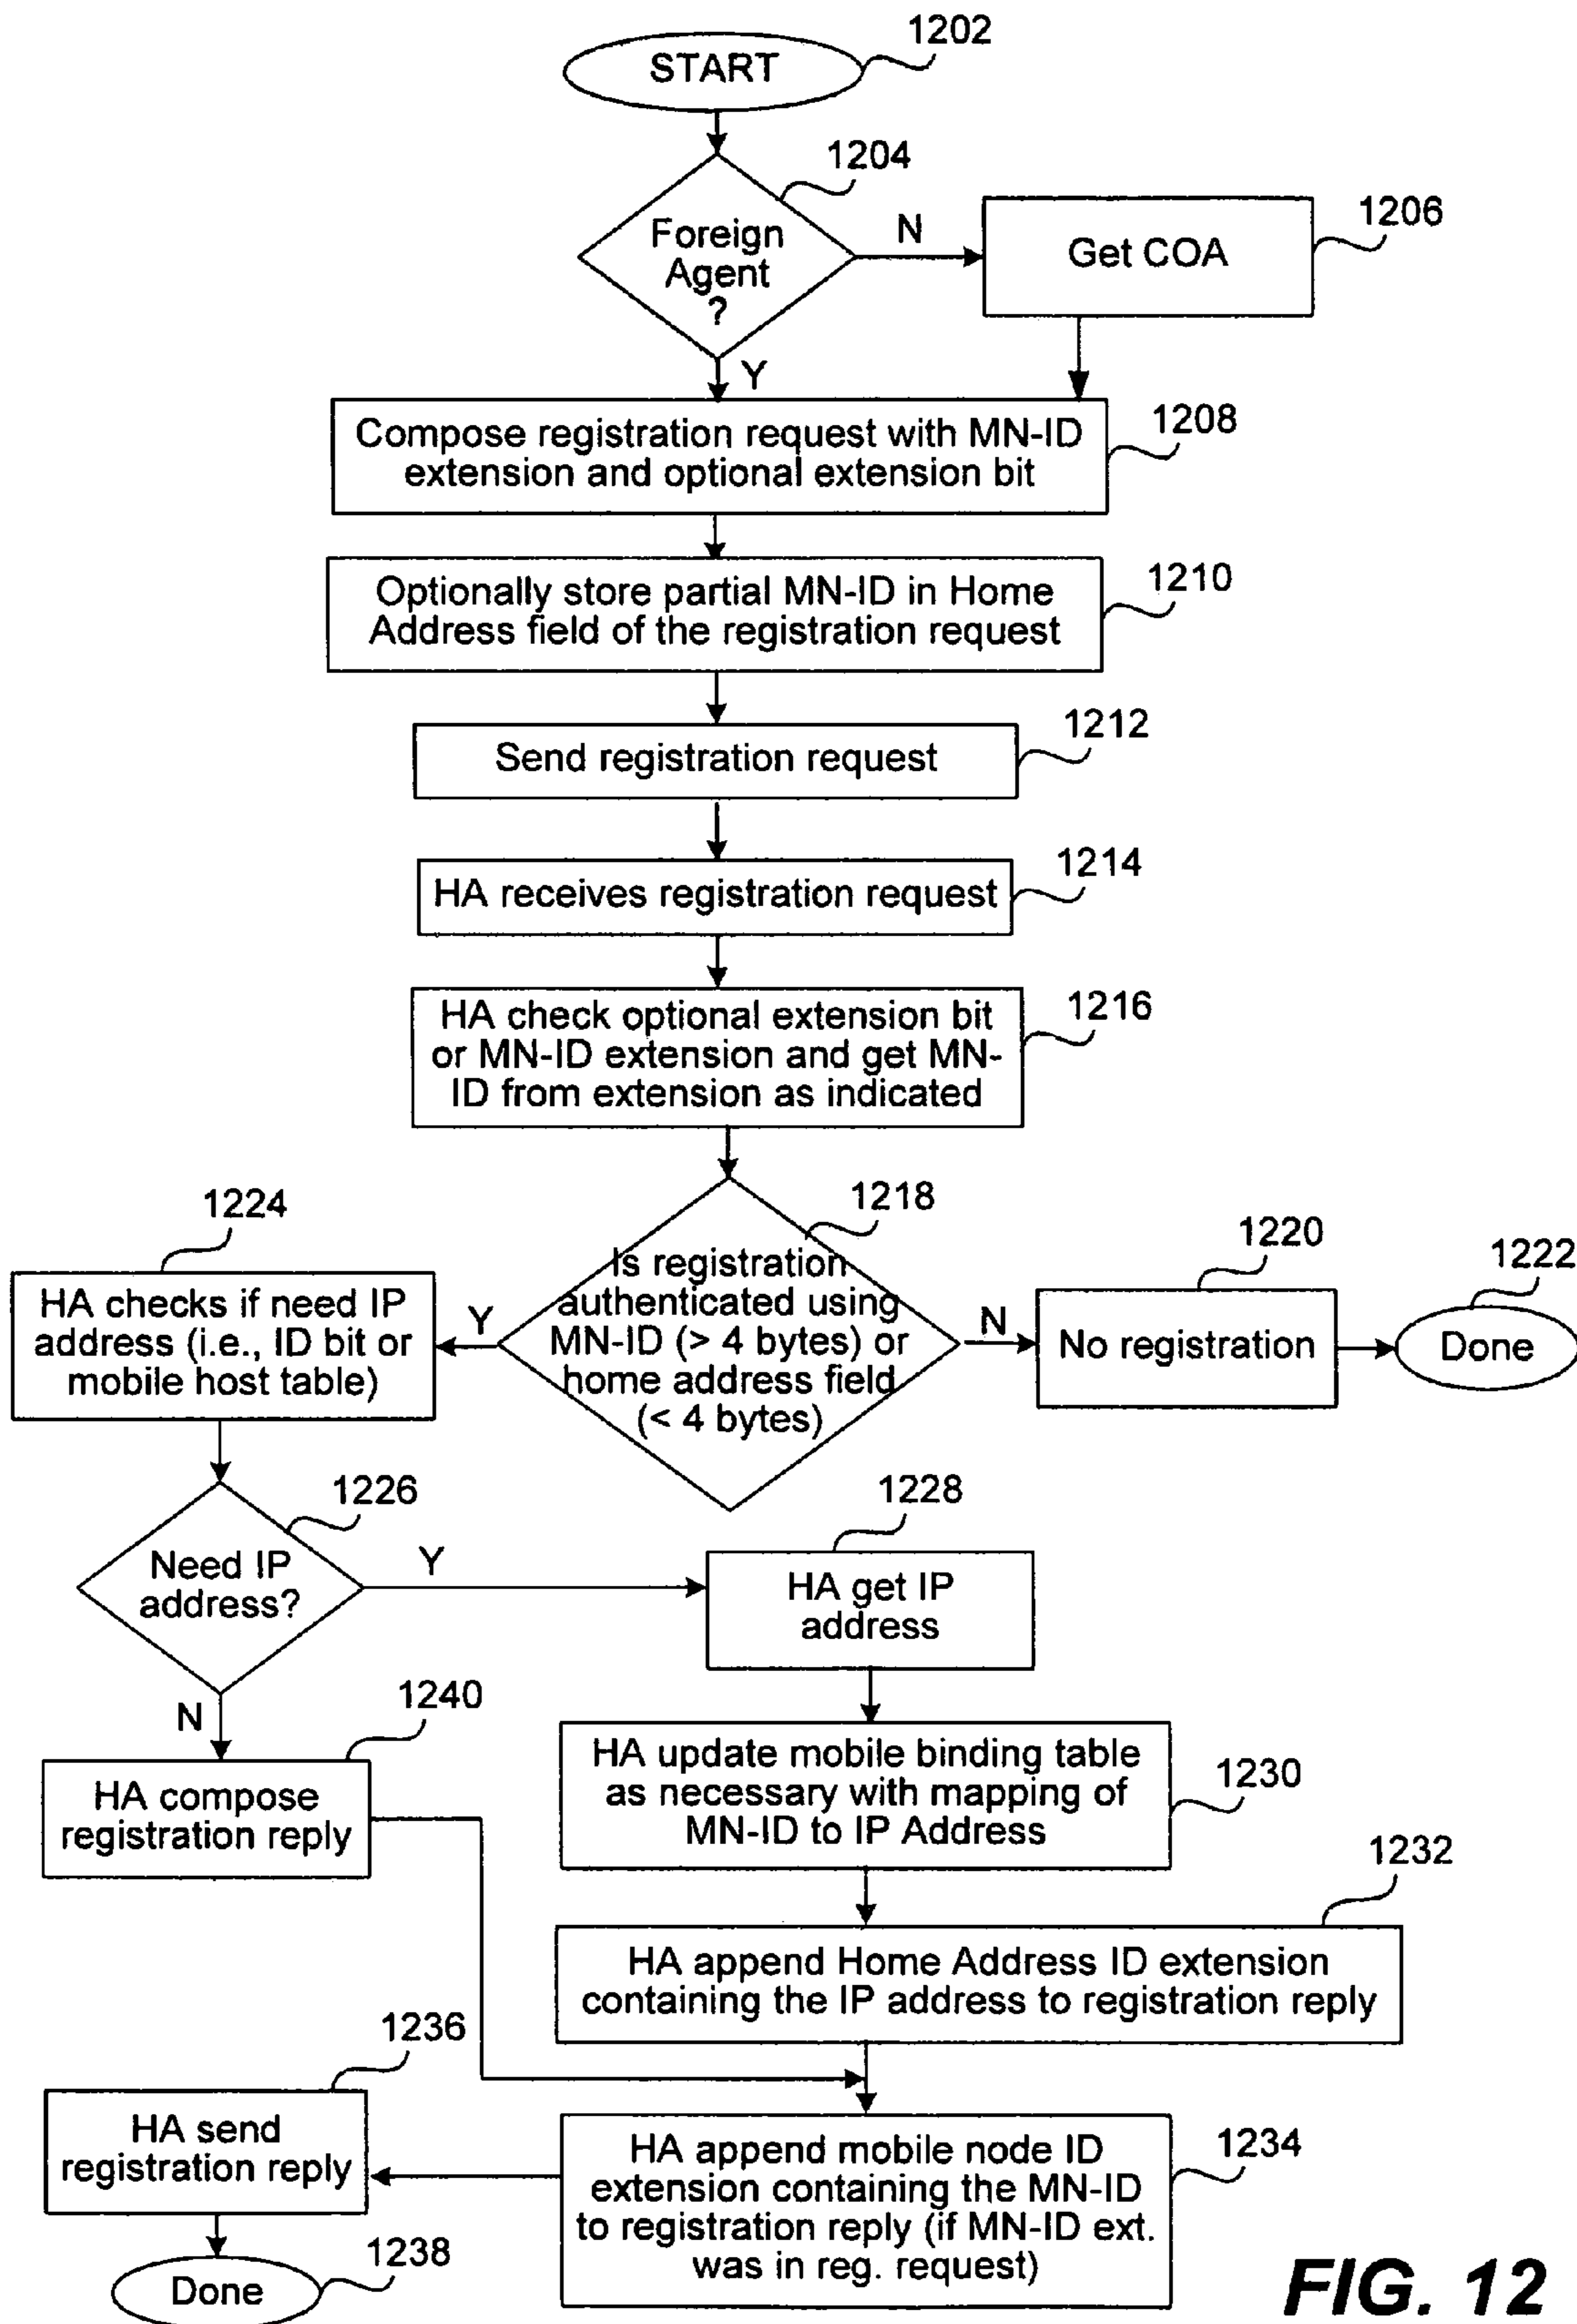 START
1202
1204
Foreign
Agent
?
N
Get COA
1206
Y
Compose registration request with MN-ID
extension and optional extension bit
1208
Optionally store partial MN-ID in Home
Address field of the registration request
1210
Send registration request
1212
HA receives registration request
1214
HA check optional extension bit
or MN-ID extension and get MN-
ID from extension as indicated
1216
1218
Is registration
authenticated using
MN-ID (> 4 bytes) or
home address field
(< 4 bytes)
N
1220
No registration
1222
Done
Y
1224
HA checks if need IP
address (i.e., ID bit or
mobile host table)
1226
Need IP
address?
Y
1228
HA get IP
address
N
1240
HA compose
registration reply
HA update mobile binding table
as necessary with mapping of
MN-ID to IP Address
1230
1232
HA append Home Address ID extension
containing the IP address to registration reply
HA append mobile node ID
extension containing the MN-ID
to registration reply (if MN-ID ext.
was in reg. request)
1234
1236
HA send
registration reply
1238
Done
FIG. 12